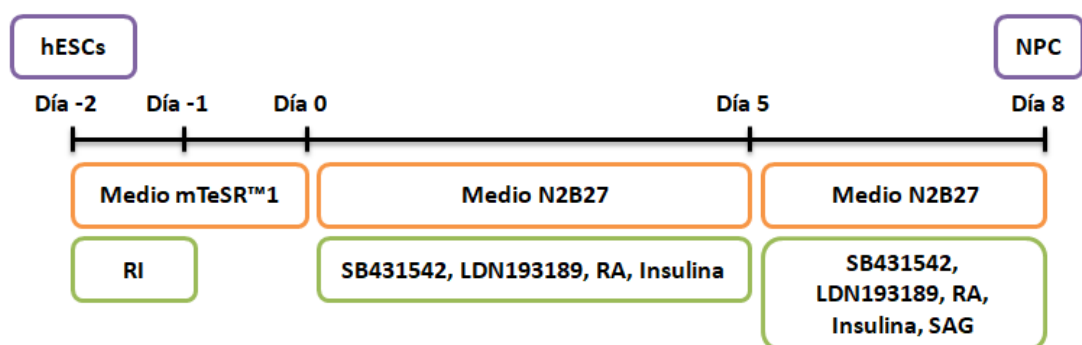 hESCs
NPC
Día -2
Día -1
Día 0
Día 5
Día 8
Medio mTeSR™1
Medio N2B27
Medio N2B27
RI
SB431542, LDN193189, RA, Insulina
SB431542,
LDN193189, RA,
Insulina, SAG